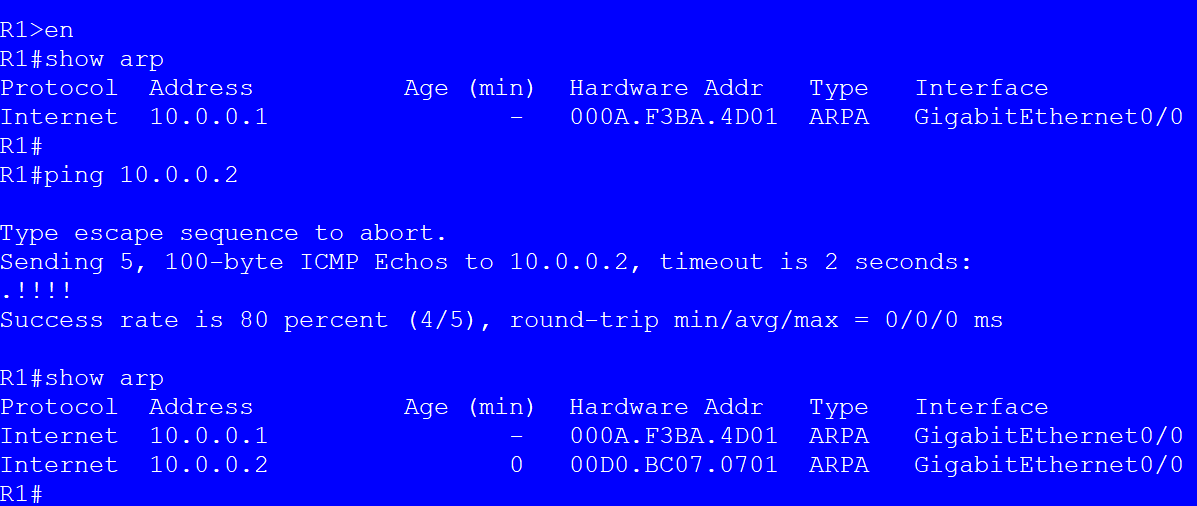 R1>en
R1#show arp
Protocol  Address          Age (min)  Hardware Addr   Type   Interface
Internet  10.0.0.1                -   000A.F3BA.4D01  ARPA   GigabitEthernet0/0
R1#
R1#ping 10.0.0.2
Type escape sequence to abort.
Sending 5, 100-byte ICMP Echos to 10.0.0.2, timeout is 2 seconds:
.!!!!
Success rate is 80 percent (4/5), round-trip min/avg/max = 0/0/0 ms
R1#show arp
Protocol  Address          Age (min)  Hardware Addr   Type   Interface
Internet  10.0.0.1                -   000A.F3BA.4D01  ARPA   GigabitEthernet0/0
Internet  10.0.0.2                0   00D0.BC07.0701  ARPA   GigabitEthernet0/0
R1#